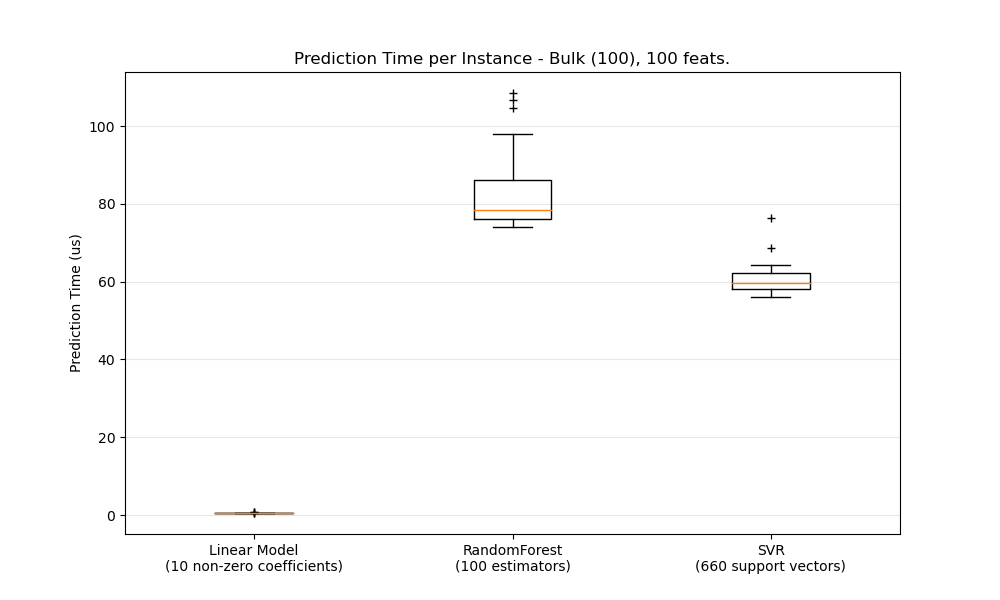 Prediction Time per Instance - Bulk (100), 100 feats.
Prediction Time (us)
100
80
60
40
20
0
Linear Model
(10 non-zero coefficients)
RandomForest
(100 estimators)
SVR
(660 support vectors)